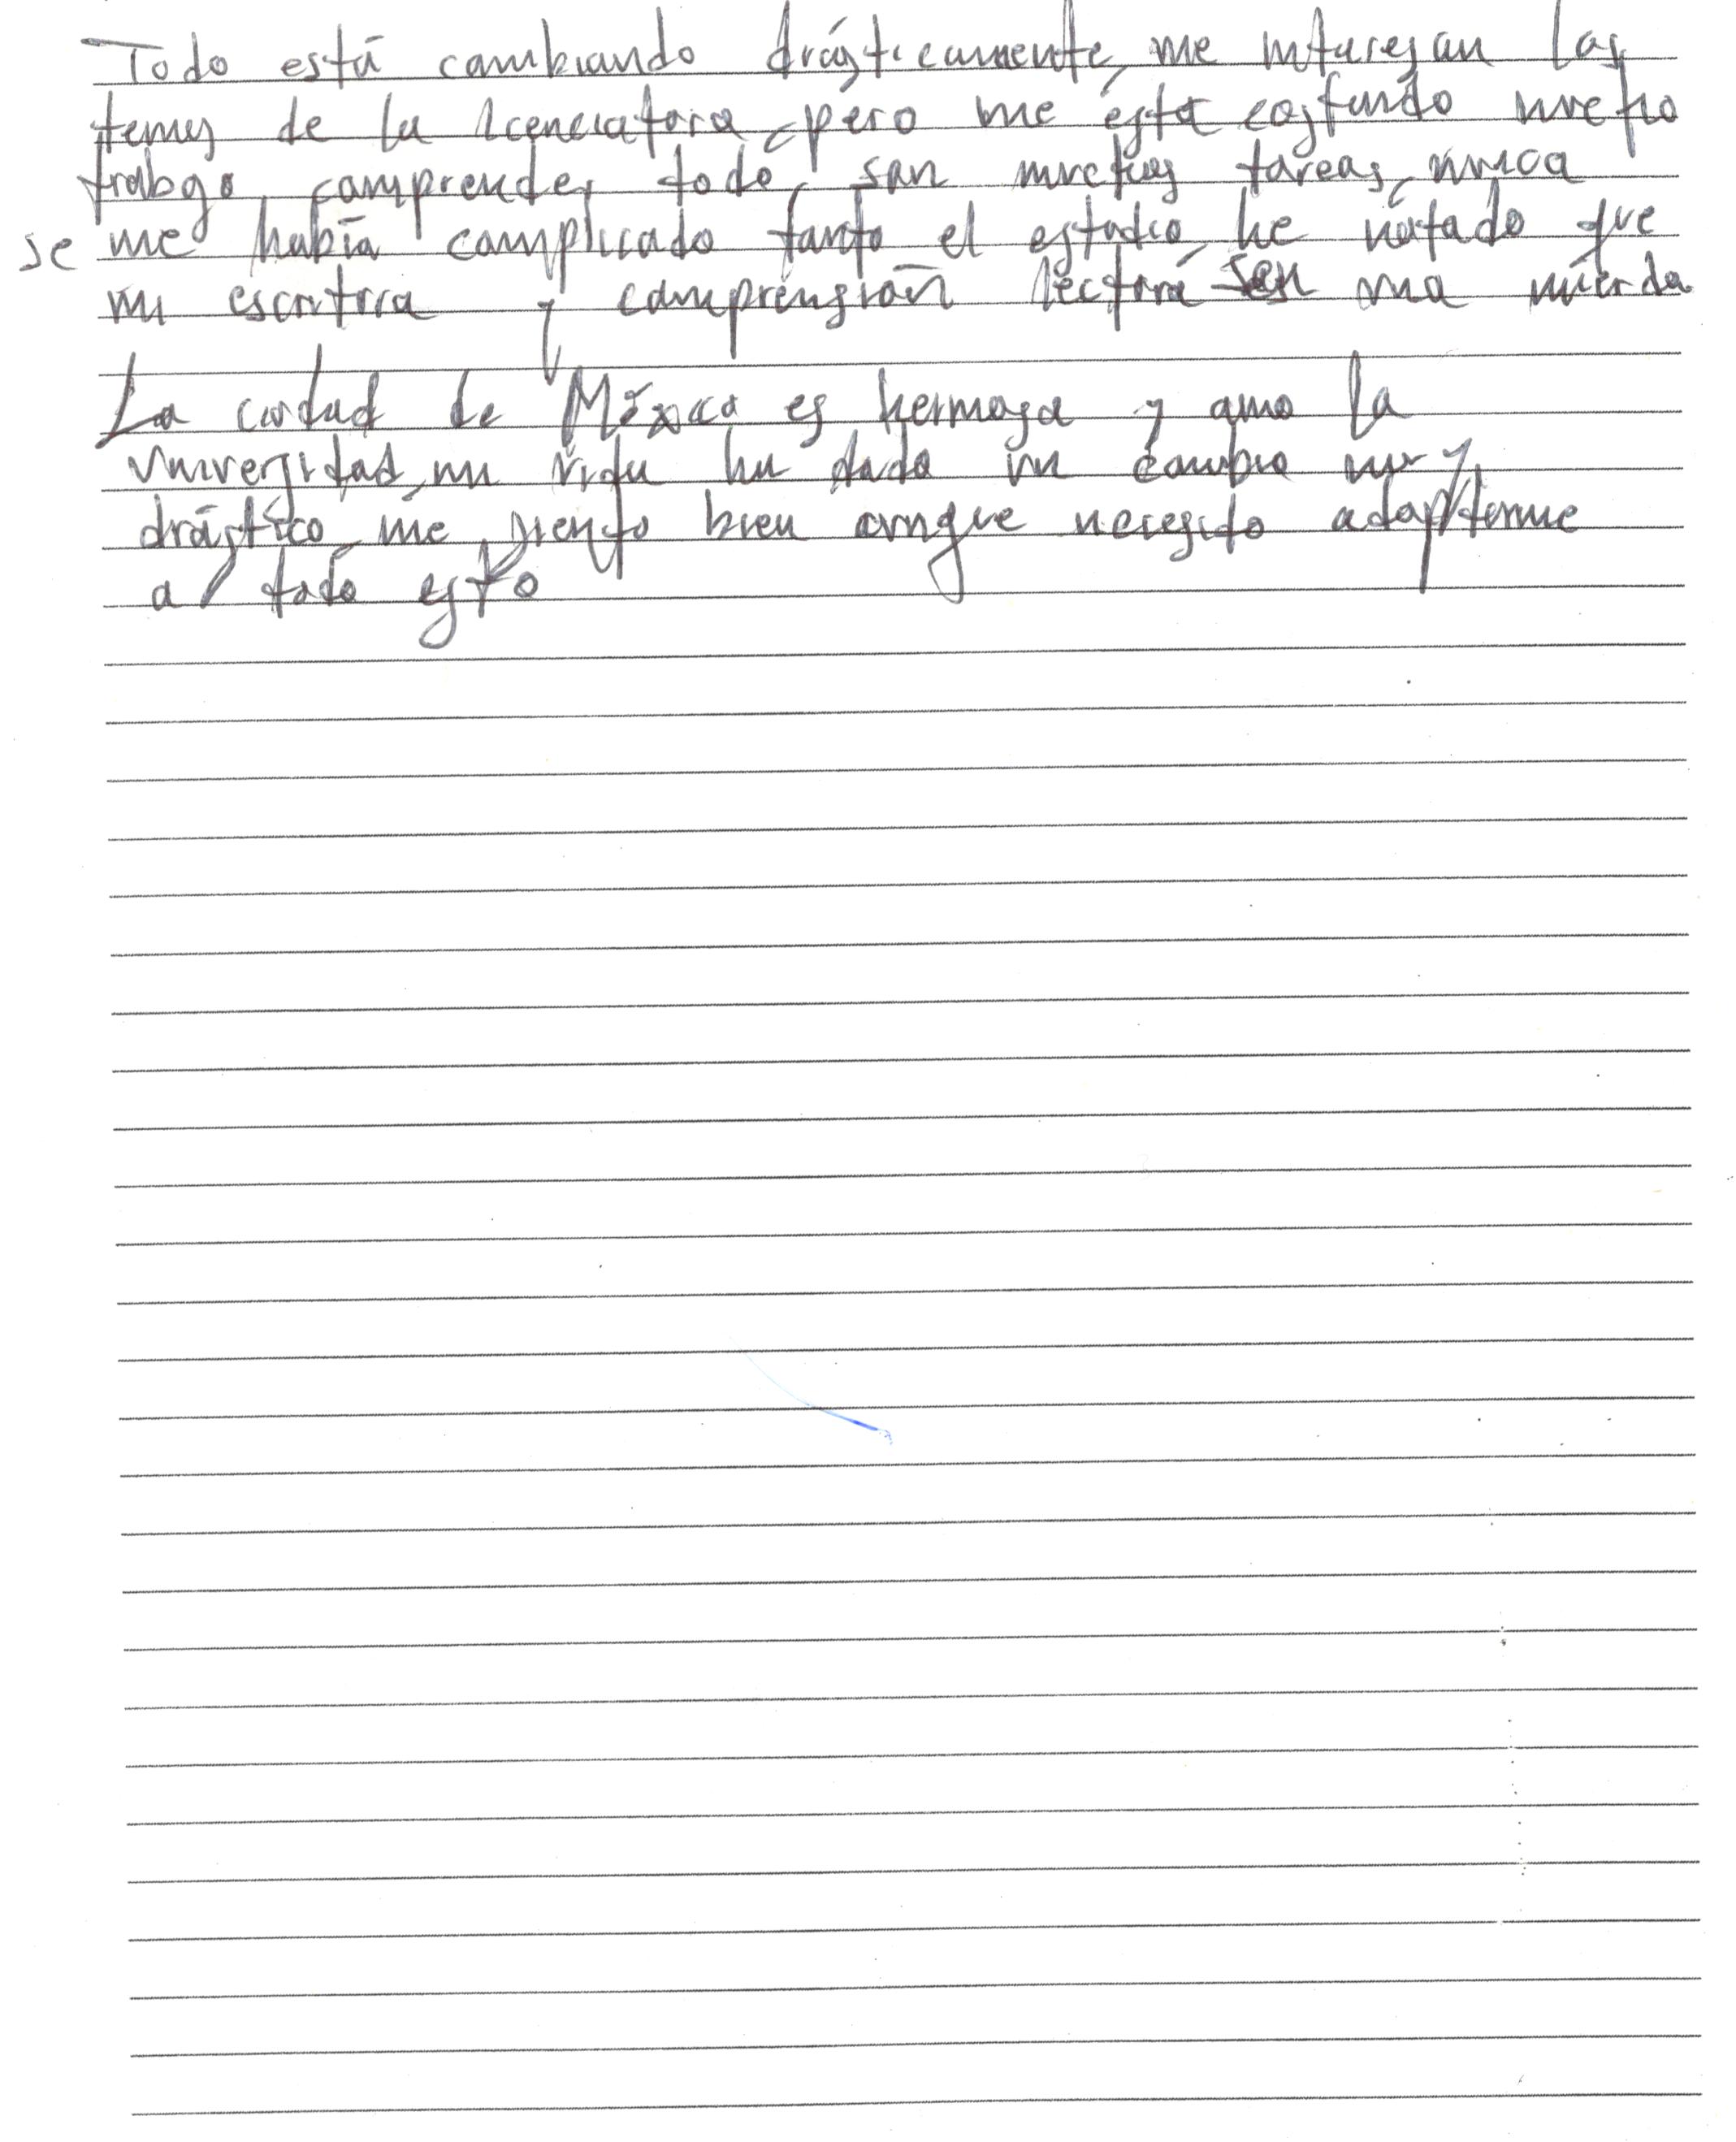 Todo está cambiando drásticamente, me interesan los
temas de la licenciatura, pero me está costando mucho
trabajo comprender todo, son muchas tareas, nunca
se me había complicado tanto el estudio, he notado que
mi escritura y comprensión lectora son una mierda
La ciudad de México es hermosa y amo la
universidad, mi vida ha dado un cambio muy
drástico, me siento bien aunque necesito adaptarme
a todo esto